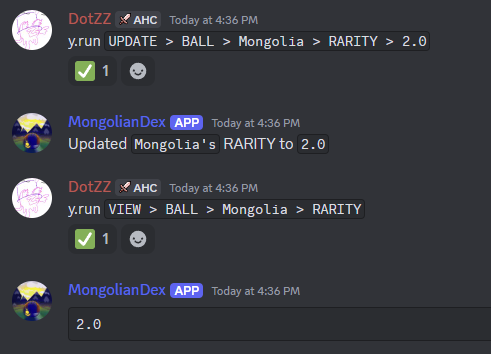 DotZZ AHC Today at 4:36 PM
y.run UPDATE > BALL > Mongolia > RARITY > 2.0
1
MongolianDex APP Today at 4:36 PM
Updated Mongolia's RARITY to 2.0
DotZZ AHC Today at 4:36 PM
y.run VIEW > BALL > Mongolia > RARITY
1
MongolianDex APP Today at 4:36 PM
2.0